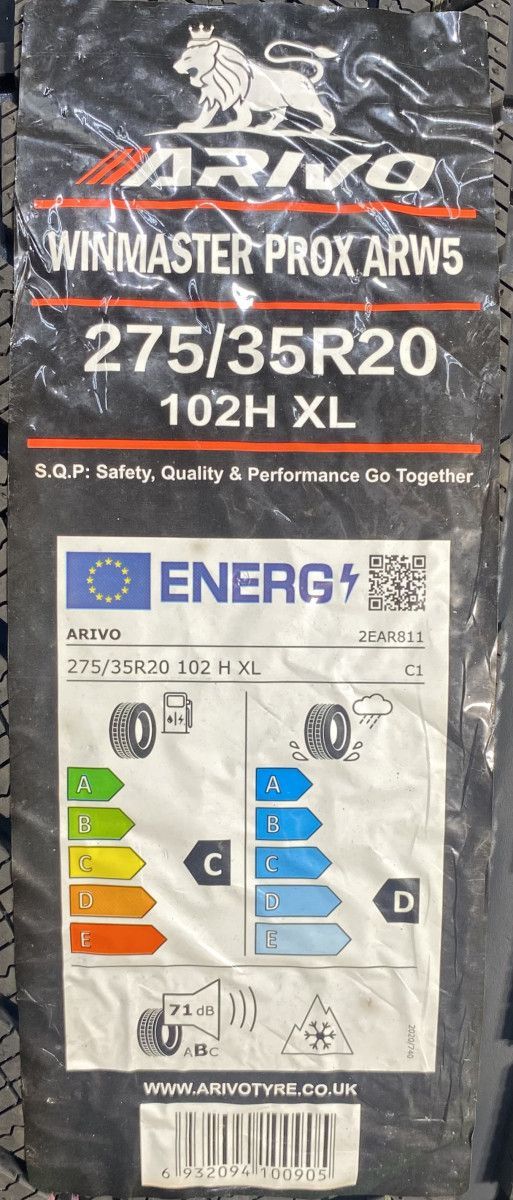 ARIVO
WINMASTER PROX ARW5
275/35R20
102H XL
S.Q.P: Safety, Quality & Performance Go Together
ENERG
ARIVO 2EAR811
275/35R20 102 H XL C1
A A
B B
C C C
D D D
E E
71 dB
ABC
2020/740
WWW.ARIVOTYRE.CO.UK
6 932094 100905